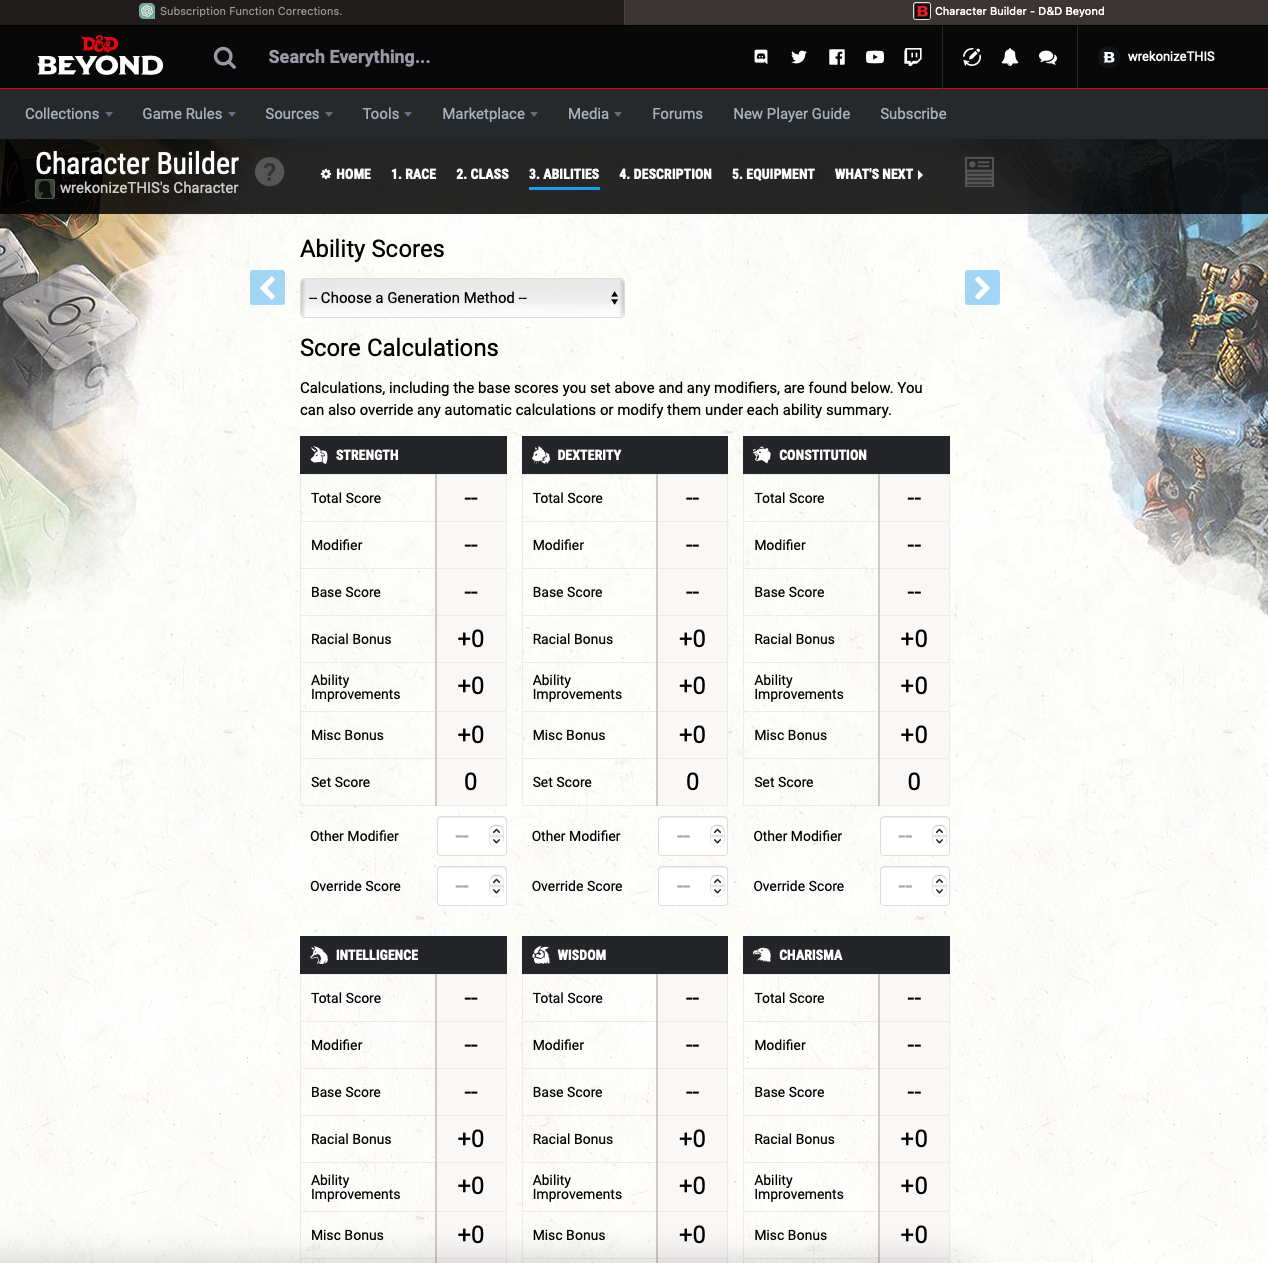 Subscription Function Corrections.
Character Builder - D&D Beyond
D&D
BEYOND
Search Everything...
wrekonizeTHIS
Collections
Game Rules
Sources
Tools
Marketplace
Media
Forums
New Player Guide
Subscribe
Character Builder
wrekonizeTHIS's Character
?
HOME
1. RACE
2. CLASS
3. ABILITIES
4. DESCRIPTION
5. EQUIPMENT
WHAT'S NEXT
Ability Scores
-- Choose a Generation Method --
Score Calculations
Calculations, including the base scores you set above and any modifiers, are found below. You
can also override any automatic calculations or modify them under each ability summary.
STRENGTH DEXTERITY CONSTITUTION
Total Score -- Total Score -- Total Score --
Modifier -- Modifier -- Modifier --
Base Score -- Base Score -- Base Score --
Racial Bonus +0 Racial Bonus +0 Racial Bonus +0
Ability Improvements +0 Ability Improvements +0 Ability Improvements +0
Misc Bonus +0 Misc Bonus +0 Misc Bonus +0
Set Score 0 Set Score 0 Set Score 0
Other Modifier -- Other Modifier -- Other Modifier --
Override Score -- Override Score -- Override Score --
INTELLIGENCE WISDOM CHARISMA
Total Score -- Total Score -- Total Score --
Modifier -- Modifier -- Modifier --
Base Score -- Base Score -- Base Score --
Racial Bonus +0 Racial Bonus +0 Racial Bonus +0
Ability Improvements +0 Ability Improvements +0 Ability Improvements +0
Misc Bonus +0 Misc Bonus +0 Misc Bonus +0